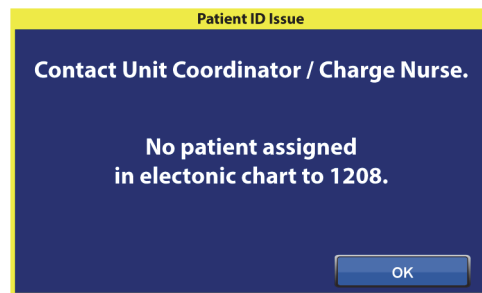 Patient ID Issue
Contact Unit Coordinator / Charge Nurse.
No patient assigned
in electonic chart to 1208.
OK